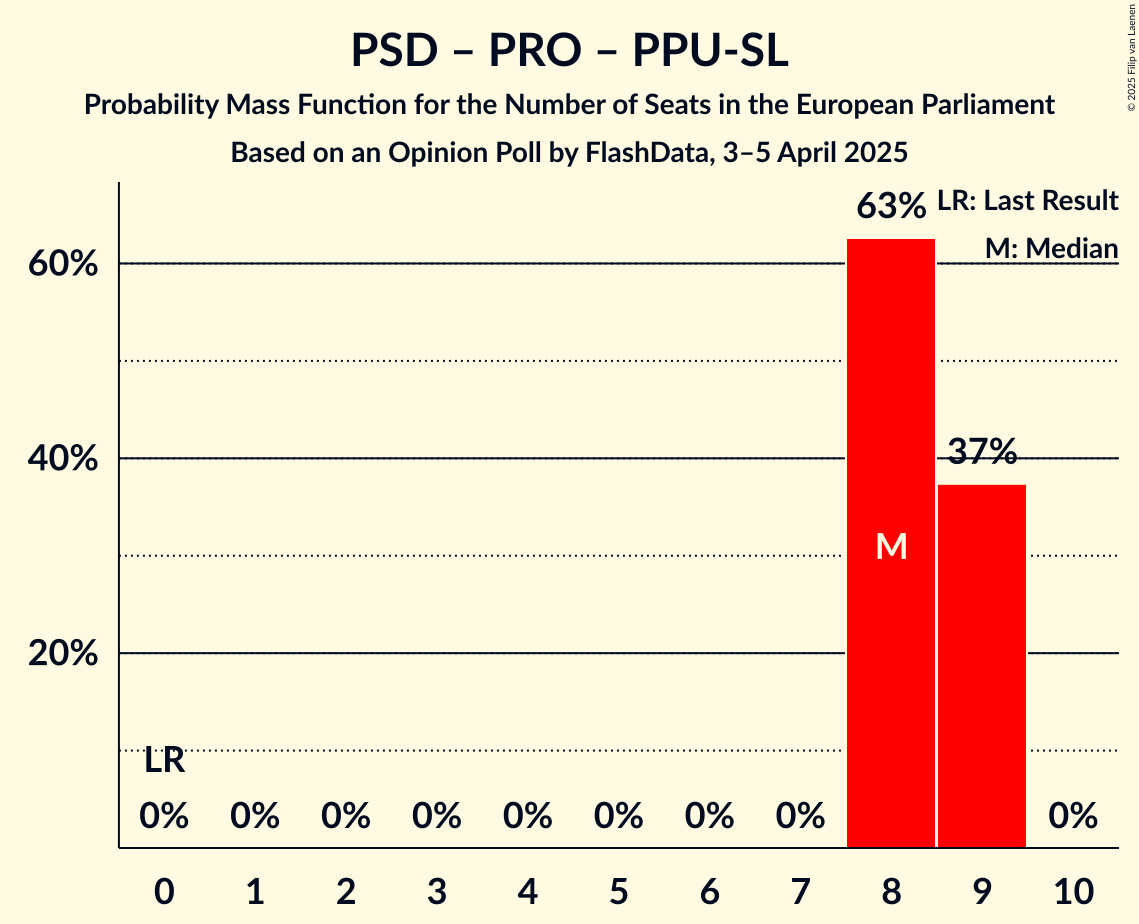 PSD – PRO – PPU-SL
Probability Mass Function for the Number of Seats in the European Parliament
Based on an Opinion Poll by FlashData, 3–5 April 2025
© 2025 Filip van Laenen
LR: Last Result
M: Median
63%
60%
37%
40%
M
20%
LR
0% 0% 0% 0% 0% 0% 0% 0% 0%
0 1 2 3 4 5 6 7 8 9 10